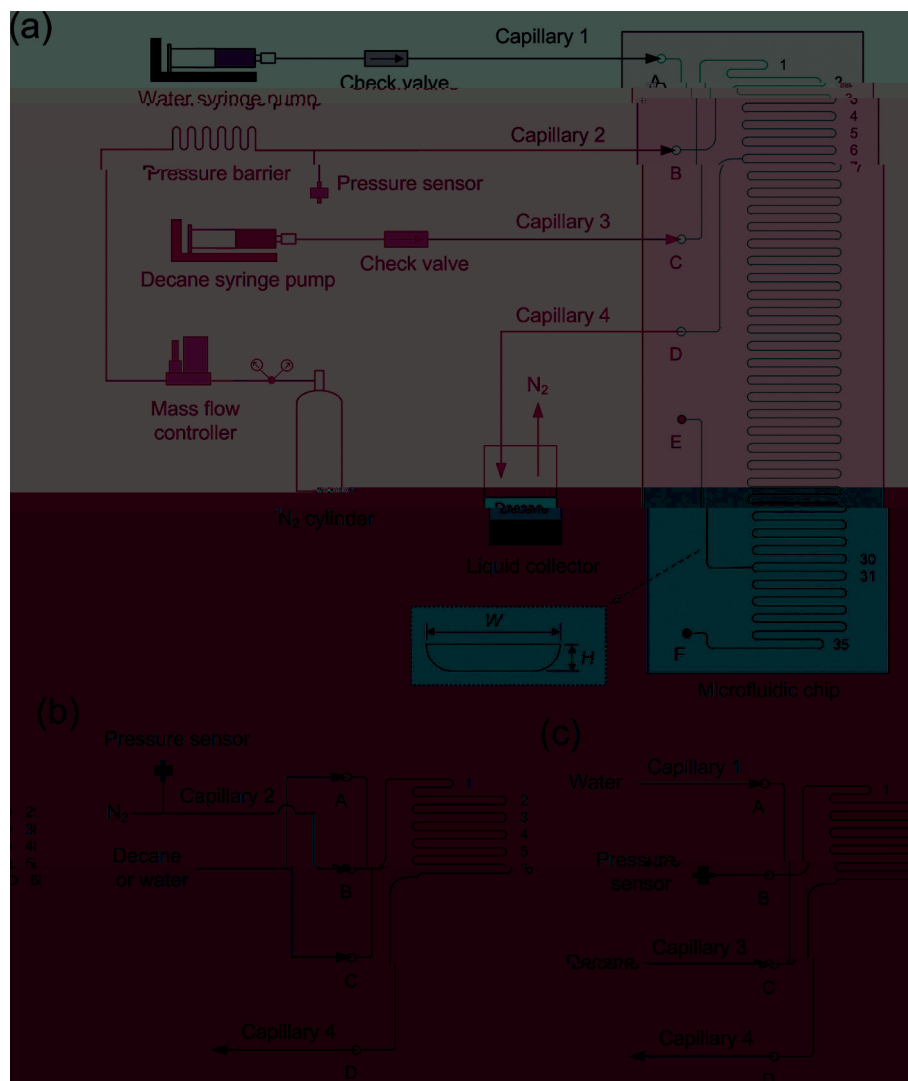 (a)
Capillary 1
Check valve
Water syringe pump
A
1
2
3
4
5
6
7
Capillary 2
B
Pressure barrier
Pressure sensor
Capillary 3
C
Check valve
Decane syringe pump
Capillary 4
D
N₂
E
Mass flow
controller
N₂ cylinder
Liquid collector
30
31
W
H
F
35
Microfluidic chip
(b)
Pressure sensor
Capillary 2
N₂
Decane
or water
A
B
C
1
2
3
4
5
Capillary 4
D
(c)
Water
Capillary 1
A
1
Pressure
sensor
B
Capillary 3
C
Capillary 4